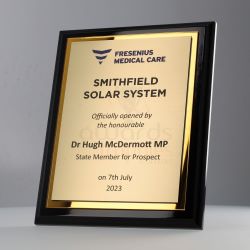 FRESENIUS
MEDICAL CARE
SMITHFIELD
SOLAR SYSTEM
Officially opened by
the honourable
awards
Dr Hugh McDermott MP
State Member for Prospect
on 7th July
2023